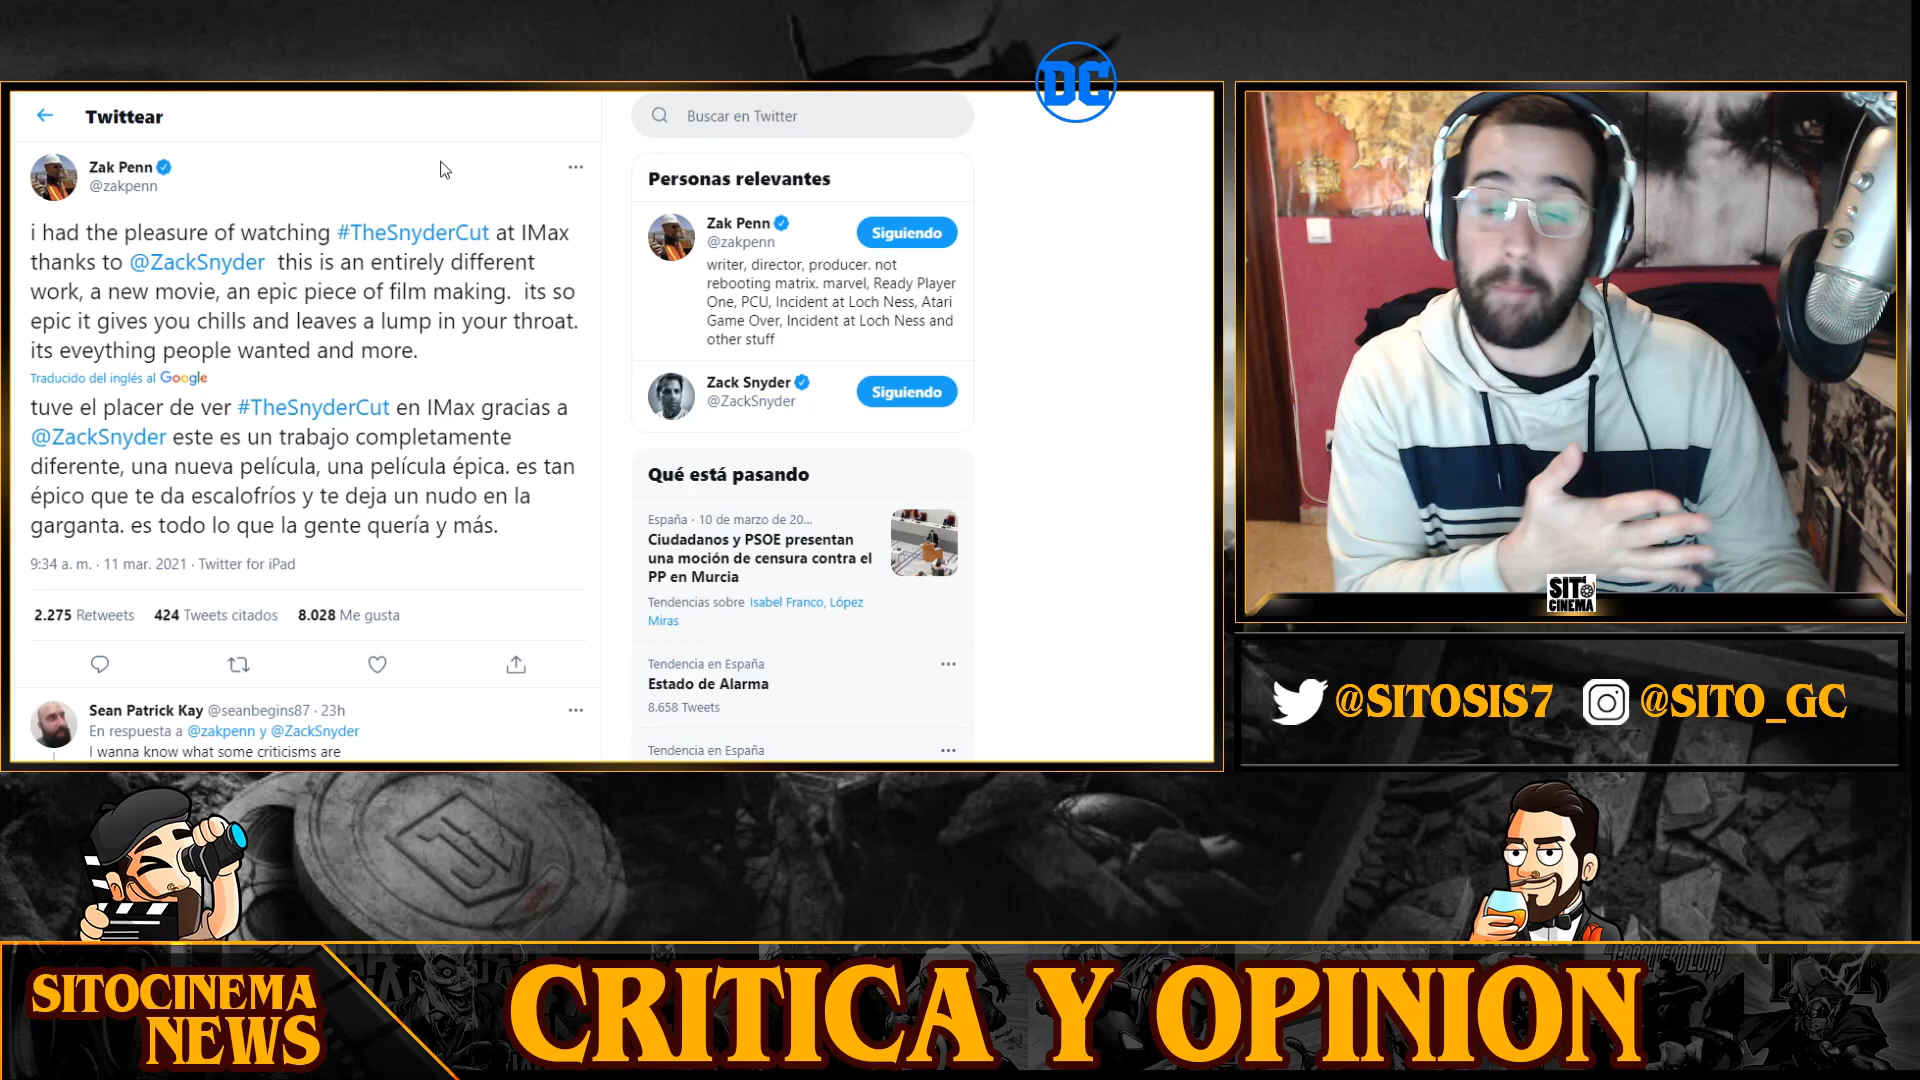 DC
Twittear
Buscar en Twitter
Zak Penn
@zakpenn
i had the pleasure of watching #TheSnyderCut at IMax
thanks to @ZackSnyder this is an entirely different
work, a new movie, an epic piece of film making. its so
epic it gives you chills and leaves a lump in your throat.
its eveything people wanted and more.
Traducido del inglés al Google
tuve el placer de ver #TheSnyderCut en IMax gracias a
@ZackSnyder este es un trabajo completamente
diferente, una nueva película, una película épica. es tan
épico que te da escalofríos y te deja un nudo en la
garganta. es todo lo que la gente quería y más.
9:34 a. m. · 11 mar. 2021 · Twitter for iPad
2.275 Retweets 424 Tweets citados 8.028 Me gusta
Sean Patrick Kay @seanbegins87 · 23h
En respuesta a @zakpenn y @ZackSnyder
I wanna know what some criticisms are
Personas relevantes
Zak Penn
@zakpenn
Siguiendo
writer, director, producer. not
rebooting matrix. marvel, Ready Player
One, PCU, Incident at Loch Ness, Atari
Game Over, Incident at Loch Ness and
other stuff
Zack Snyder
@ZackSnyder
Siguiendo
Qué está pasando
España · 10 de marzo de 20...
Ciudadanos y PSOE presentan
una moción de censura contra el
PP en Murcia
Tendencias sobre Isabel Franco, López
Miras
Tendencia en España
Estado de Alarma
8.658 Tweets
Tendencia en España
SITO
CINEMA
@SITOSIS7 @SITO_GC
SITOCINEMA
NEWS
CRITICA Y OPINION